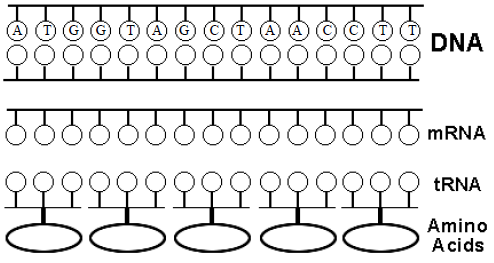 A T G G T A G C T A A C C T T
DNA
mRNA
tRNA
Amino
Acids